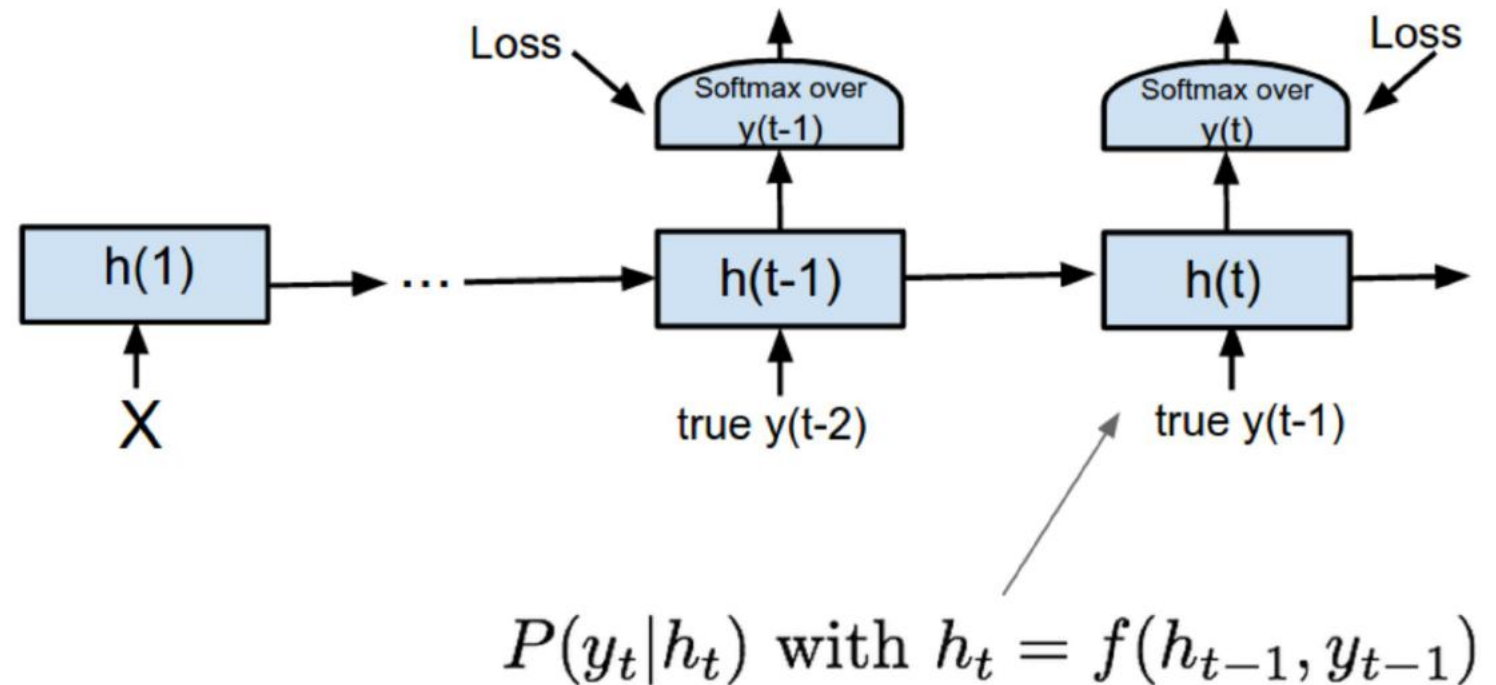 Loss
Softmax over
y(t-1)
Softmax over
y(t)
Loss
h(1)
...
h(t-1)
h(t)
X
true y(t-2)
true y(t-1)
P(y_t|h_t) with h_t = f(h_{t-1}, y_{t-1})